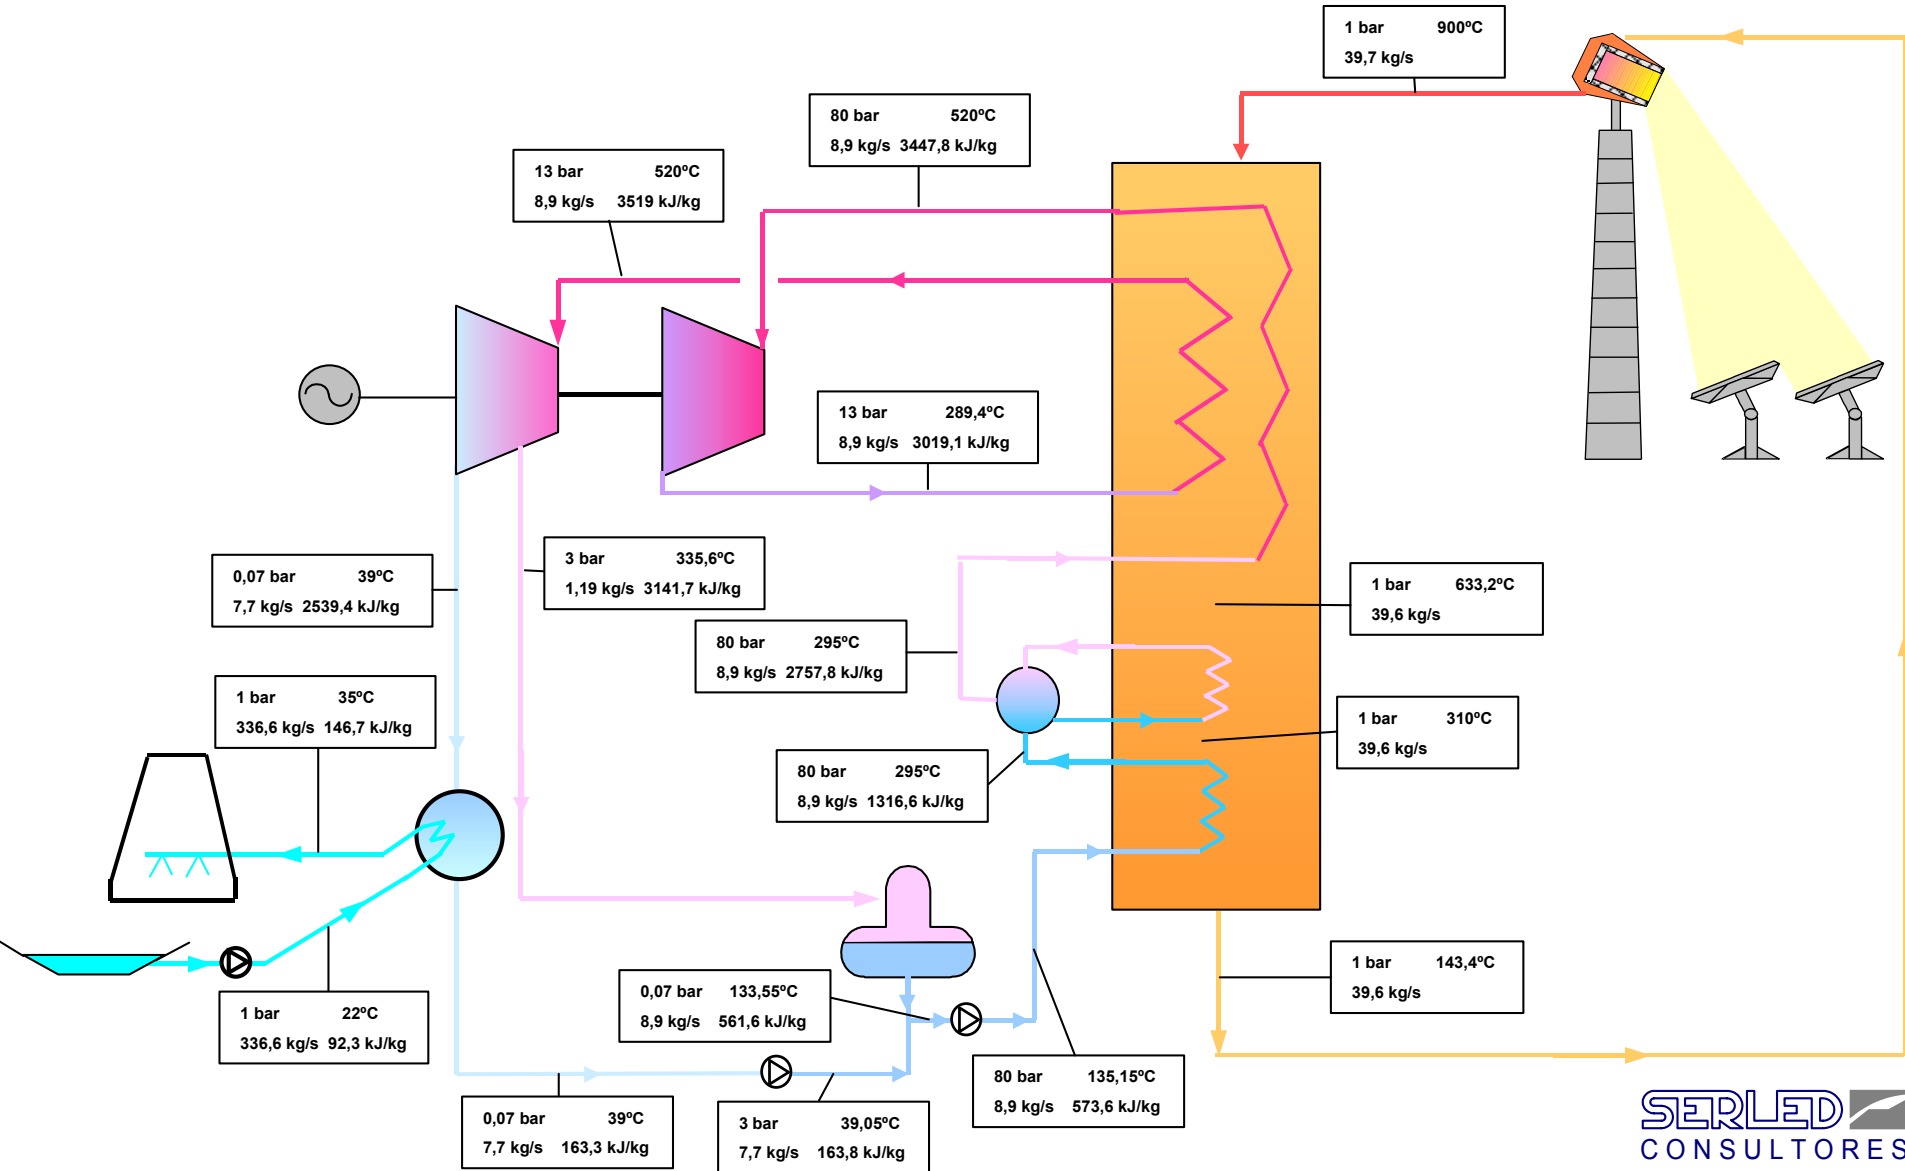 1 bar 900ºC
39,7 kg/s
80 bar 520ºC
8,9 kg/s 3447,8 kJ/kg
13 bar 520ºC
8,9 kg/s 3519 kJ/kg
13 bar 289,4ºC
8,9 kg/s 3019,1 kJ/kg
0,07 bar 39ºC
7,7 kg/s 2539,4 kJ/kg
3 bar 335,6ºC
1,19 kg/s 3141,7 kJ/kg
1 bar 633,2ºC
39,6 kg/s
80 bar 295ºC
8,9 kg/s 2757,8 kJ/kg
1 bar 35ºC
336,6 kg/s 146,7 kJ/kg
1 bar 310ºC
39,6 kg/s
80 bar 295ºC
8,9 kg/s 1316,6 kJ/kg
1 bar 143,4ºC
39,6 kg/s
0,07 bar 133,55ºC
8,9 kg/s 561,6 kJ/kg
1 bar 22ºC
336,6 kg/s 92,3 kJ/kg
80 bar 135,15ºC
8,9 kg/s 573,6 kJ/kg
0,07 bar 39ºC
7,7 kg/s 163,3 kJ/kg
3 bar 39,05ºC
7,7 kg/s 163,8 kJ/kg
SERLED
CONSULTORES